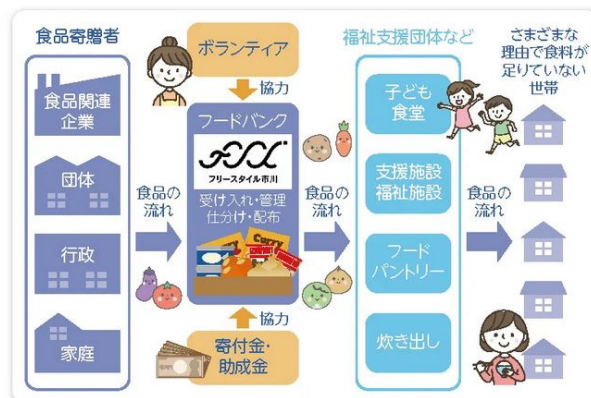 食品寄贈者
食品関連
企業
団体
行政
家庭
食品の
流れ
ボランティア
協力
フードバンク
フリースタイル市川
受け入れ・管理
仕分け・配布
Curry
Curry
協力
寄付金・
助成金
食品の
流れ
福祉支援団体など
子ども
食堂
支援施設
福祉施設
フード
パントリー
炊き出し
食品の
流れ
さまざまな
理由で食料が
足りていない
世帯